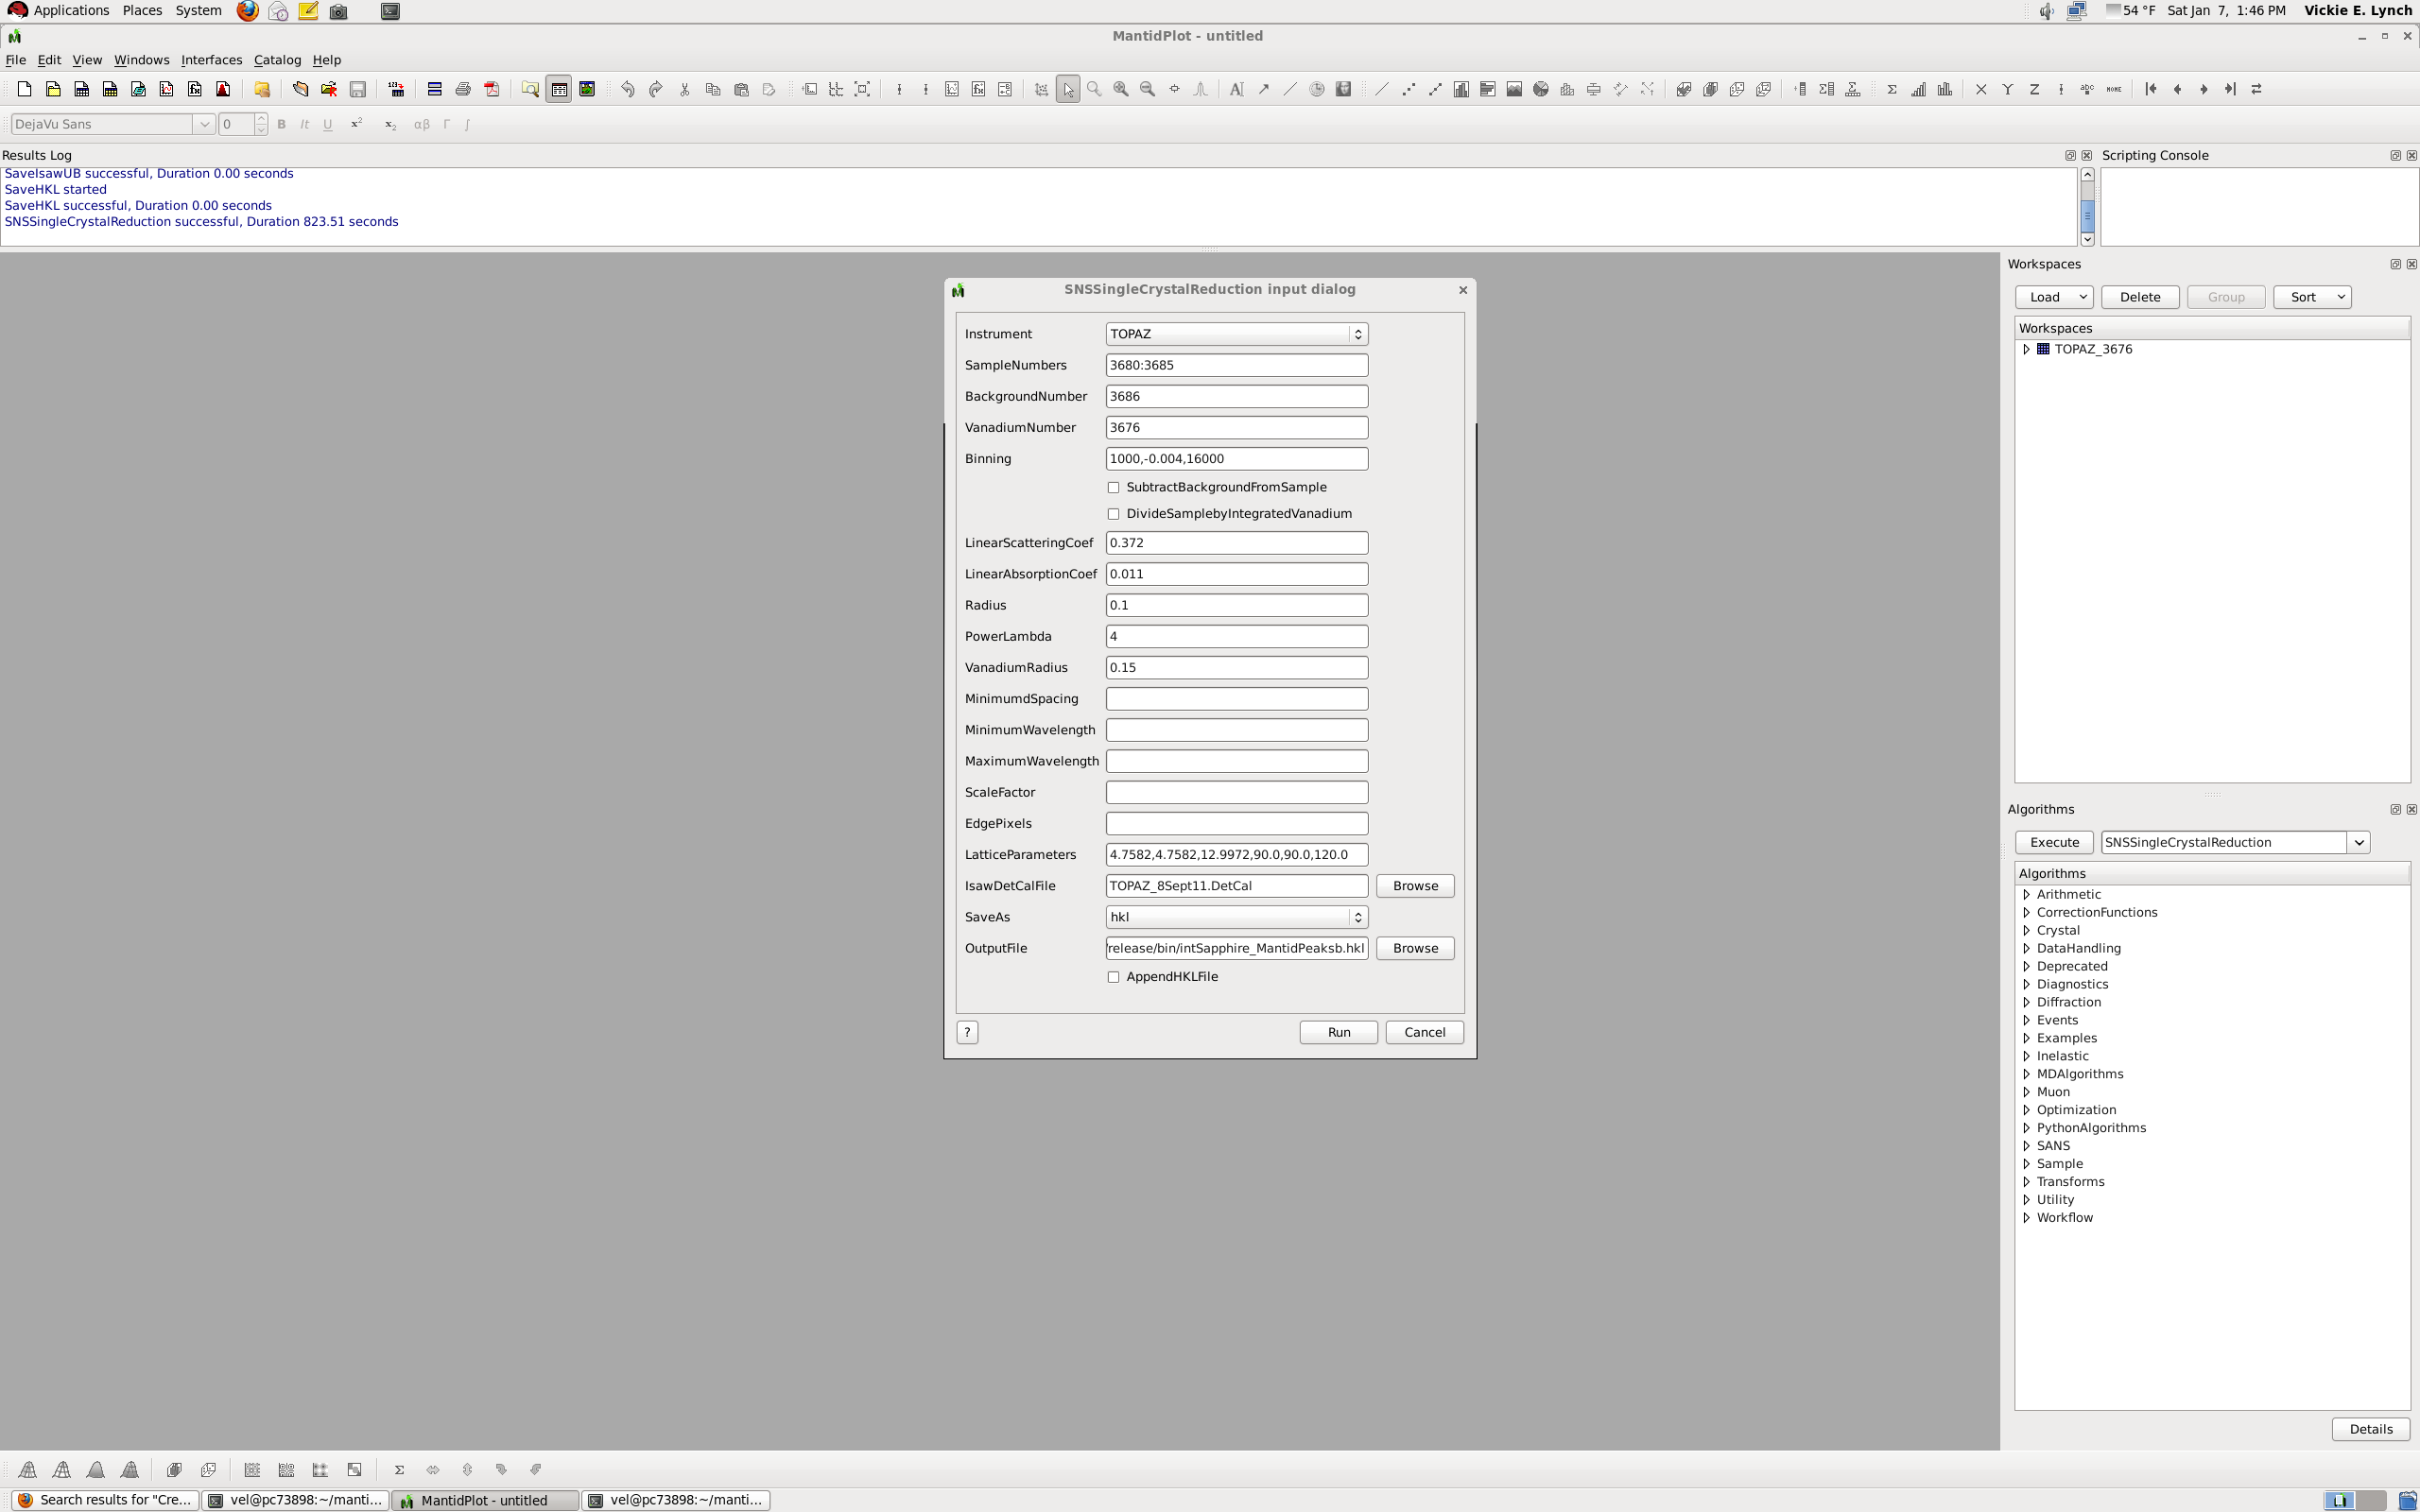 Applications Places System 54 °F Sat Jan 7, 1:46 PM Vickie E. Lynch
MantidPlot - untitled
File Edit View Windows Interfaces Catalog Help
DejaVu Sans 0 B It U x² x₂ αβ Γ ∫
Results Log
Scripting Console
SaveIsawUB successful, Duration 0.00 seconds
SaveHKL started
SaveHKL successful, Duration 0.00 seconds
SNSSingleCrystalReduction successful, Duration 823.51 seconds
SNSSingleCrystalReduction input dialog
Instrument TOPAZ
SampleNumbers 3680:3685
BackgroundNumber 3686
VanadiumNumber 3676
Binning 1000,-0.004,16000
SubtractBackgroundFromSample
DivideSamplebyIntegratedVanadium
LinearScatteringCoef 0.372
LinearAbsorptionCoef 0.011
Radius 0.1
PowerLambda 4
VanadiumRadius 0.15
MinimumdSpacing
MinimumWavelength
MaximumWavelength
ScaleFactor
EdgePixels
LatticeParameters 4.7582,4.7582,12.9972,90.0,90.0,120.0
IsawDetCalFile TOPAZ_8Sept11.DetCal Browse
SaveAs hkl
OutputFile release/bin/intSapphire_MantidPeaksb.hkl Browse
AppendHKLFile
? Run Cancel
Workspaces
Load Delete Group Sort
Workspaces
TOPAZ_3676
Algorithms
Execute SNSSingleCrystalReduction
Algorithms
Arithmetic
CorrectionFunctions
Crystal
DataHandling
Deprecated
Diagnostics
Diffraction
Events
Examples
Inelastic
MDAlgorithms
Muon
Optimization
PythonAlgorithms
SANS
Sample
Transforms
Utility
Workflow
Details
Search results for "Cre... vel@pc73898:~/manti... MantidPlot - untitled vel@pc73898:~/manti...